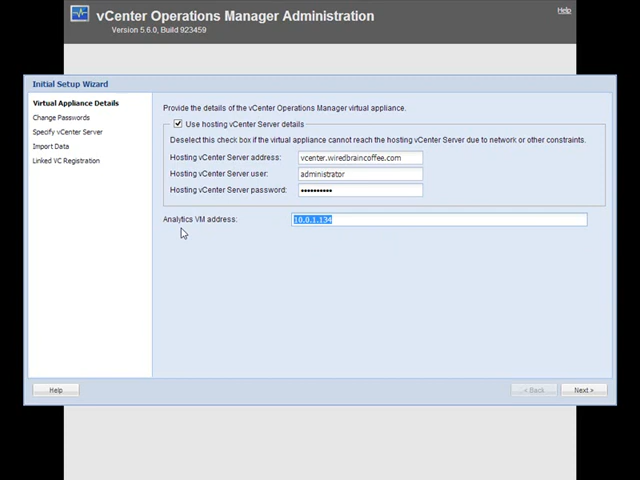 vCenter Operations Manager Administration
Help
Version 5.6.0, Build 923459
Initial Setup Wizard
Virtual Appliance Details
Change Passwords
Specify vCenter Server
Import Data
Linked VC Registration
Provide the details of the vCenter Operations Manager virtual appliance.
Use hosting vCenter Server details
Deselect this check box if the virtual appliance cannot reach the hosting vCenter Server due to network or other constraints.
Hosting vCenter Server address: vcenter.wiredbraincoffee.com
Hosting vCenter Server user: administrator
Hosting vCenter Server password: ••••••••••
Analytics VM address: 10.0.1.134
Help
< Back
Next >